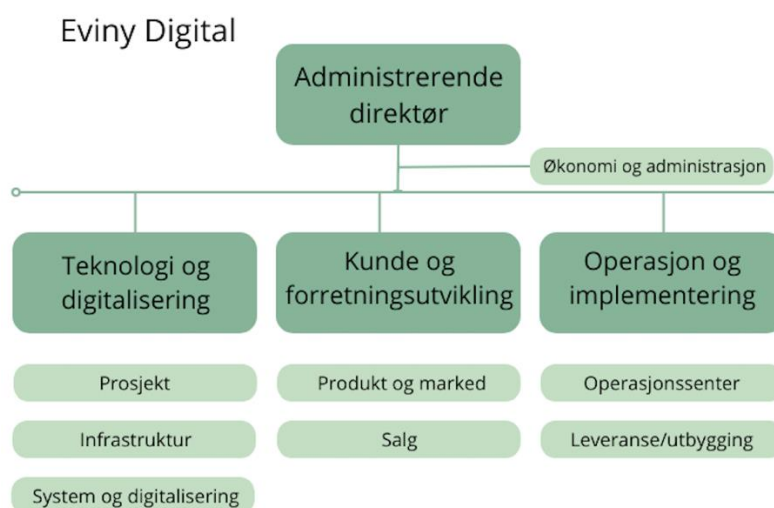 Eviny Digital
Administrerende
direktør
Økonomi og administrasjon
Teknologi og
digitalisering
Kunde og
forretningsutvikling
Operasjon og
implementering
Prosjekt
Produkt og marked
Operasjonssenter
Infrastruktur
Salg
Leveranse/utbygging
System og digitalisering